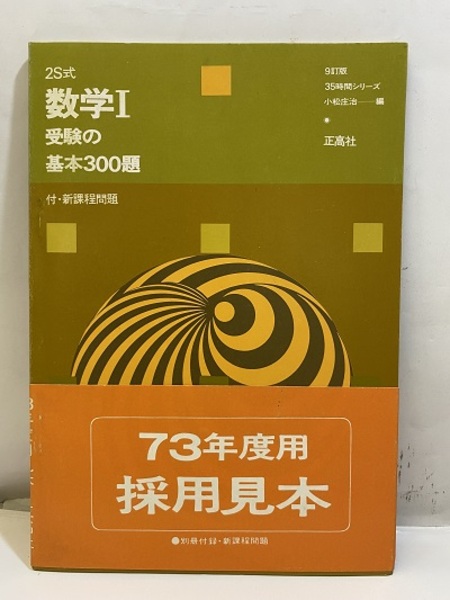 2S式
数学I
受験の
基本300題
付・新課程問題
9訂版
35時間シリーズ
小松庄治――編
正高社
73年度用
採用見本
●別冊付録・新課程問題